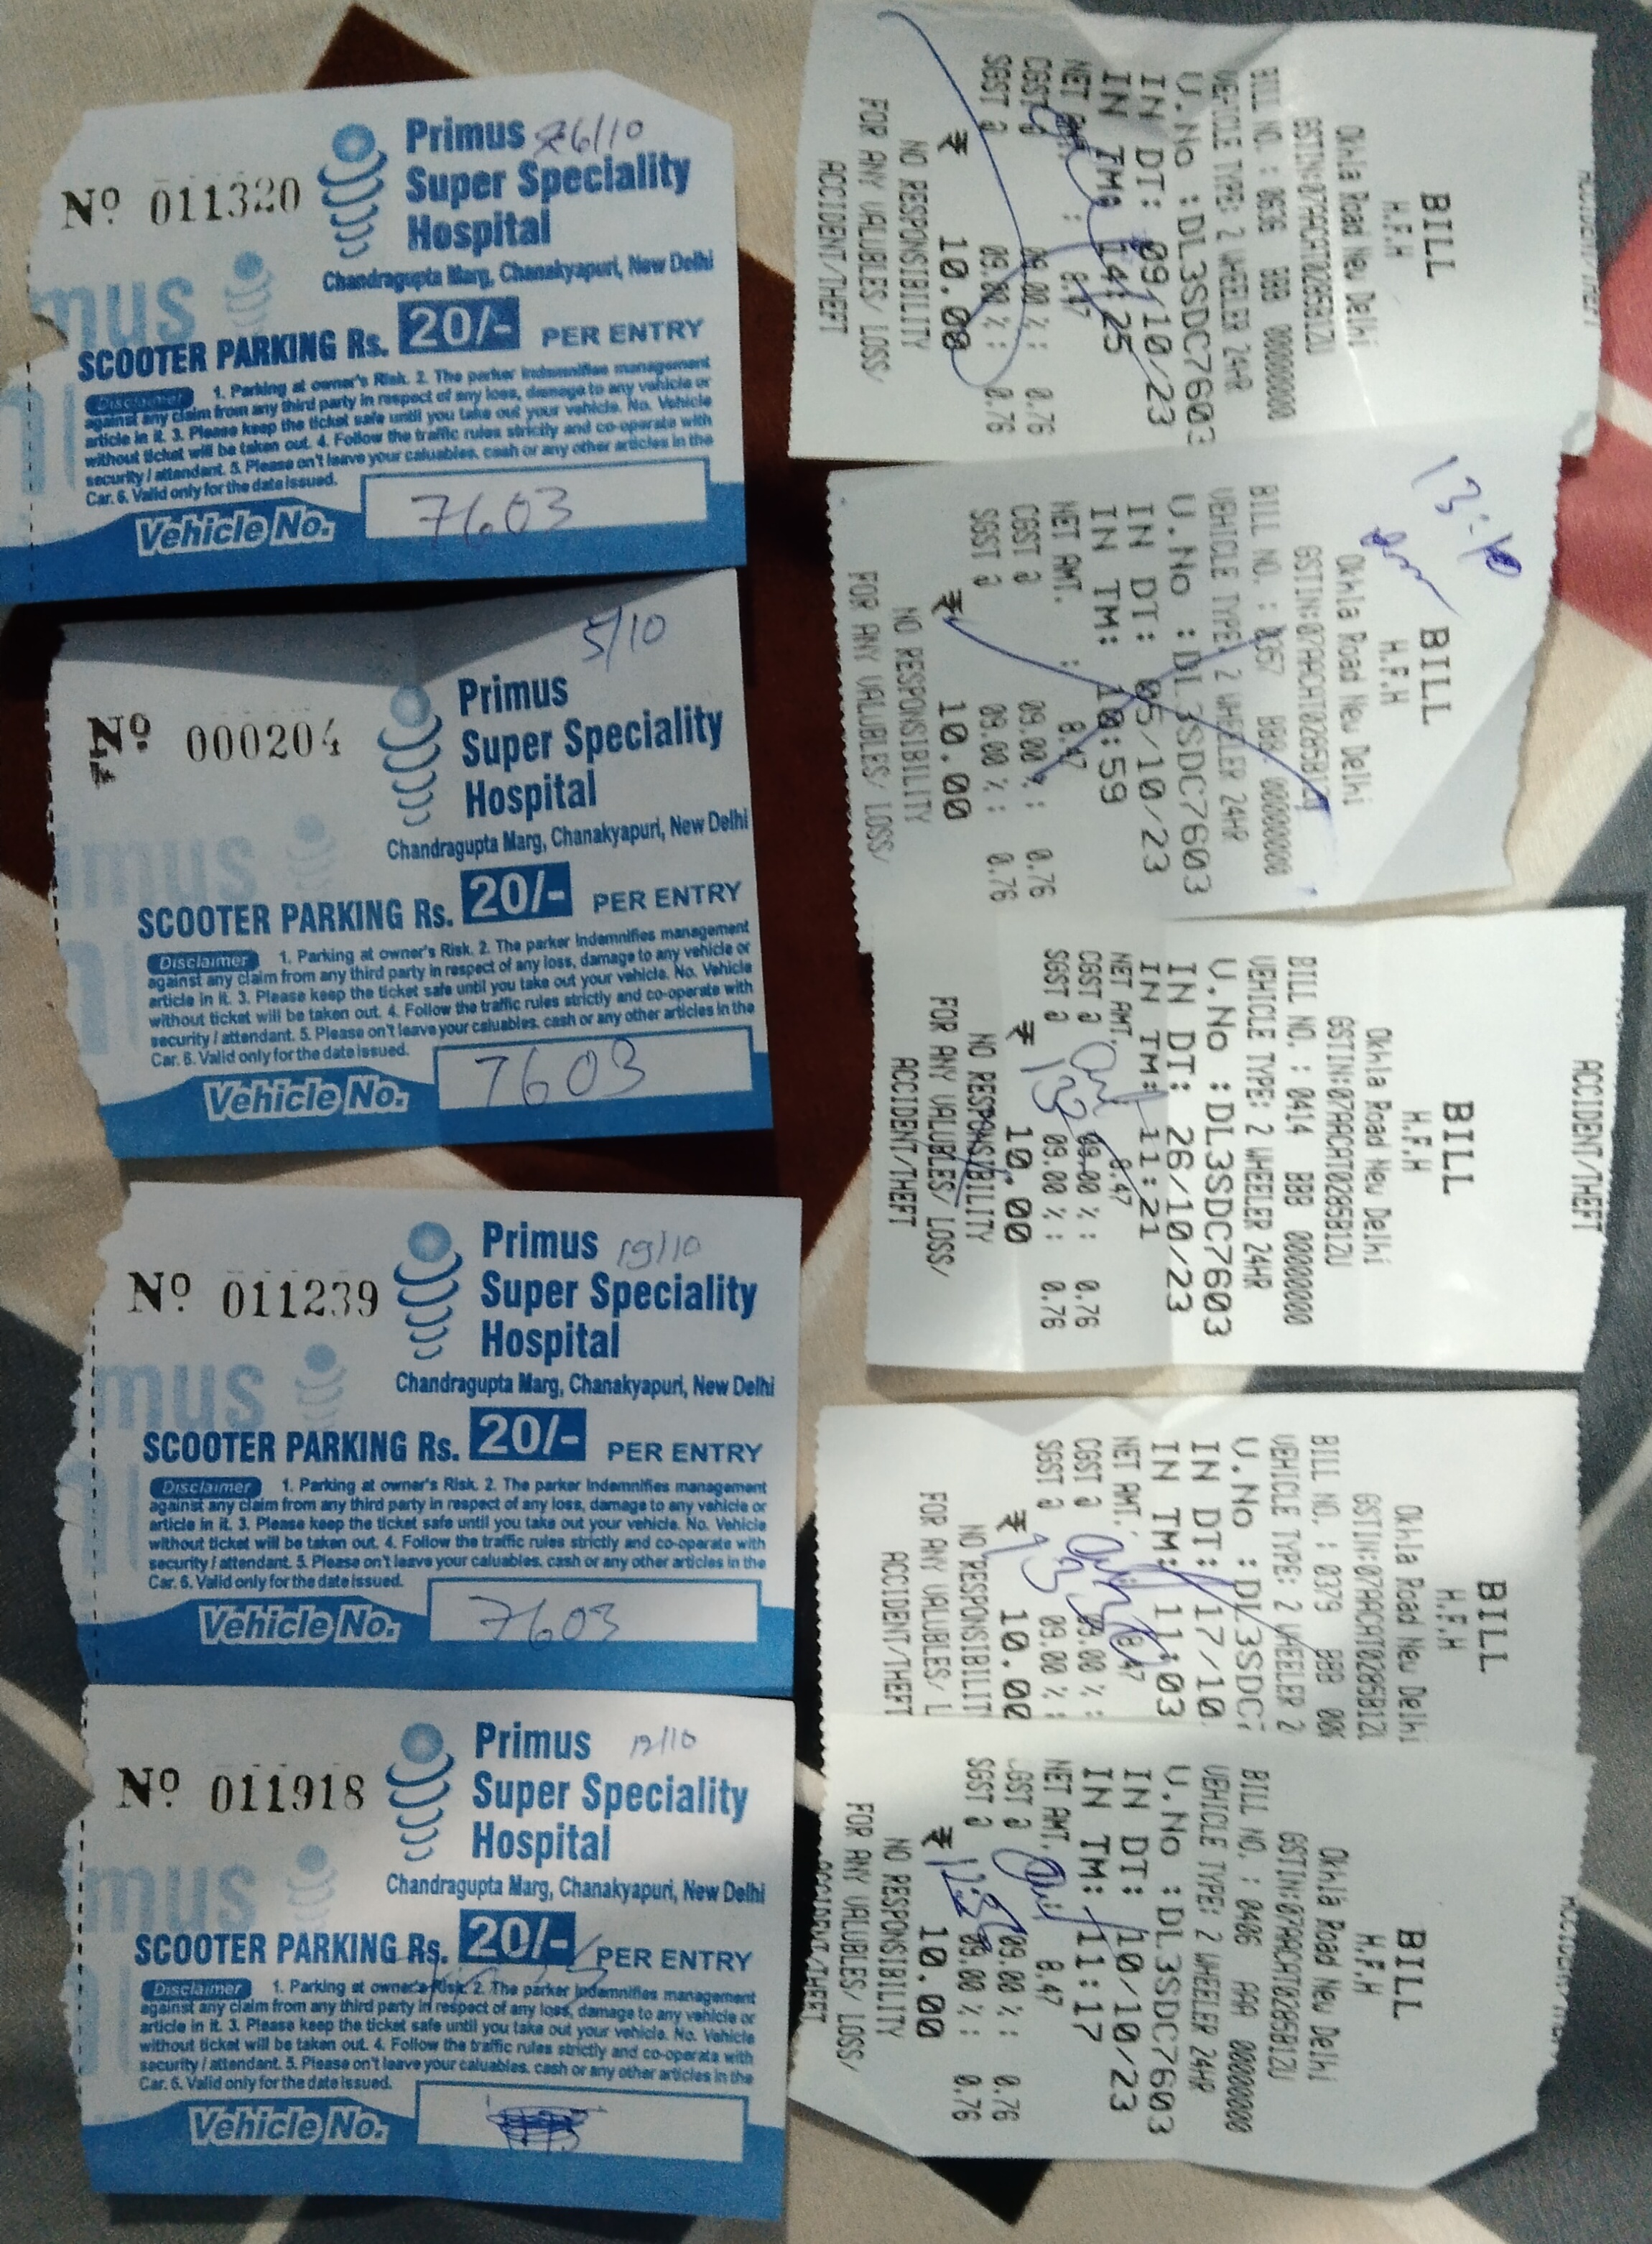 Primus 26/10
Super Speciality
Hospital
Nº 011320
Chandragupta Marg, Chanakyapuri, New Delhi
mus
SCOOTER PARKING Rs. 20/- PER ENTRY
Disclaimer 1. Parking at owner's Risk. 2. The parker Indemnifies management
against any claim from any third party in respect of any loss, damage to any vehicle or
article in it. 3. Please keep the ticket safe until you take out your vehicle. No. Vehicle
without ticket will be taken out. 4. Follow the traffic rules strictly and co-operate with
security / attendant. 5. Please on't leave your caluables. cash or any other articles in the
Car. 6. Valid only for the date issued.
Vehicle No. 7603
5/10
Primus
Super Speciality
Hospital
Nº 000204
Chandragupta Marg, Chanakyapuri, New Delhi
imus
SCOOTER PARKING Rs. 20/- PER ENTRY
Disclaimer 1. Parking at owner's Risk. 2. The parker Indemnifies management
against any claim from any third party in respect of any loss, damage to any vehicle or
article in it. 3. Please keep the ticket safe until you take out your vehicle. No. Vehicle
without ticket will be taken out. 4. Follow the traffic rules strictly and co-operate with
security / attendant. 5. Please on't leave your caluables. cash or any other articles in the
Car. 6. Valid only for the date issued.
Vehicle No. 7603
Primus 19/10
Super Speciality
Hospital
Nº 011239
Chandragupta Marg, Chanakyapuri, New Delhi
mus
SCOOTER PARKING Rs. 20/- PER ENTRY
Disclaimer 1. Parking at owner's Risk. 2. The parker Indemnifies management
against any claim from any third party in respect of any loss, damage to any vehicle or
article in it. 3. Please keep the ticket safe until you take out your vehicle. No. Vehicle
without ticket will be taken out. 4. Follow the traffic rules strictly and co-operate with
security / attendant. 5. Please on't leave your caluables. cash or any other articles in the
Car. 6. Valid only for the date issued.
Vehicle No. 7603
Primus 12/10
Super Speciality
Hospital
Nº 011918
Chandragupta Marg, Chanakyapuri, New Delhi
mus
SCOOTER PARKING Rs. 20/- PER ENTRY
Disclaimer 1. Parking at owner's Risk. 2. The parker Indemnifies management
against any claim from any third party in respect of any loss, damage to any vehicle or
article in it. 3. Please keep the ticket safe until you take out your vehicle. No. Vehicle
without ticket will be taken out. 4. Follow the traffic rules strictly and co-operate with
security / attendant. 5. Please on't leave your caluables. cash or any other articles in the
Car. 6. Valid only for the date issued.
Vehicle No.
ACCIDENT/THEFT
BILL
H.F.H
Okhla Road New Delhi
GSTIN:07AACAT0285B1ZU
BILL NO. : 0636 BBB 00000000
VEHICLE TYPE: 2 WHEELER 24HR
V.No :DL3SDC7603
IN DT: 09/10/23
IN TM: 14:25
NET AMT. : 8.47
CGST @ 09.00 %: 0.76
SGST @ 09.00 %: 0.76
₹ 10.00
NO RESPONSIBILITY
FOR ANY VALUBLES/ LOSS/
ACCIDENT/THEFT
BILL
H.F.H
Okhla Road New Delhi
GSTIN:07AACAT0285B1ZU
BILL NO. : 0357 BBB 00000000
VEHICLE TYPE: 2 WHEELER 24HR
V.No :DL3SDC7603
IN DT: 05/10/23
IN TM: 10:59
NET AMT. : 8.47
CGST @ 09.00 %: 0.76
SGST @ 09.00 %: 0.76
₹ 10.00
NO RESPONSIBILITY
FOR ANY VALUBLES/ LOSS/
ACCIDENT/THEFT
BILL
H.F.H
Okhla Road New Delhi
GSTIN:07AACAT0285B1ZU
BILL NO. : 0414 BBB 00000000
VEHICLE TYPE: 2 WHEELER 24HR
V.No :DL3SDC7603
IN DT: 26/10/23
IN TM: 11:21
NET AMT. 8.47
CGST @ 09.00 %: 0.76
SGST @ 09.00 %: 0.76
₹ 10.00
NO RESPONSIBILITY
FOR ANY VALUBLES/ LOSS/
ACCIDENT/THEFT
BILL
H.F.H
Okhla Road New Delhi
GSTIN:07AACAT0285B1ZU
BILL NO. : 0379 BBB 00
VEHICLE TYPE: 2 WHEELER 2
V.No :DL3SDC7
IN DT: 17/10
IN TM: 11:03
NET AMT. 8.47
CGST @ 09.00 %:
SGST @ 09.00 %:
₹ 10.00
NO RESPONSIBILITY
FOR ANY VALUBLES/ L
ACCIDENT/THEFT
BILL
H.F.H
Okhla Road New Delhi
GSTIN:07AACAT0285B1ZU
BILL NO. : 0406 AAA 00000000
VEHICLE TYPE: 2 WHEELER 24HR
V.No :DL3SDC7603
IN DT: 10/10/23
IN TM: 11:17
NET AMT. : 8.47
CGST @ 09.00 %: 0.76
SGST @ 09.00 %: 0.76
₹ 10.00
NO RESPONSIBILITY
FOR ANY VALUBLES/ LOSS/
ACCIDENT/THEFT